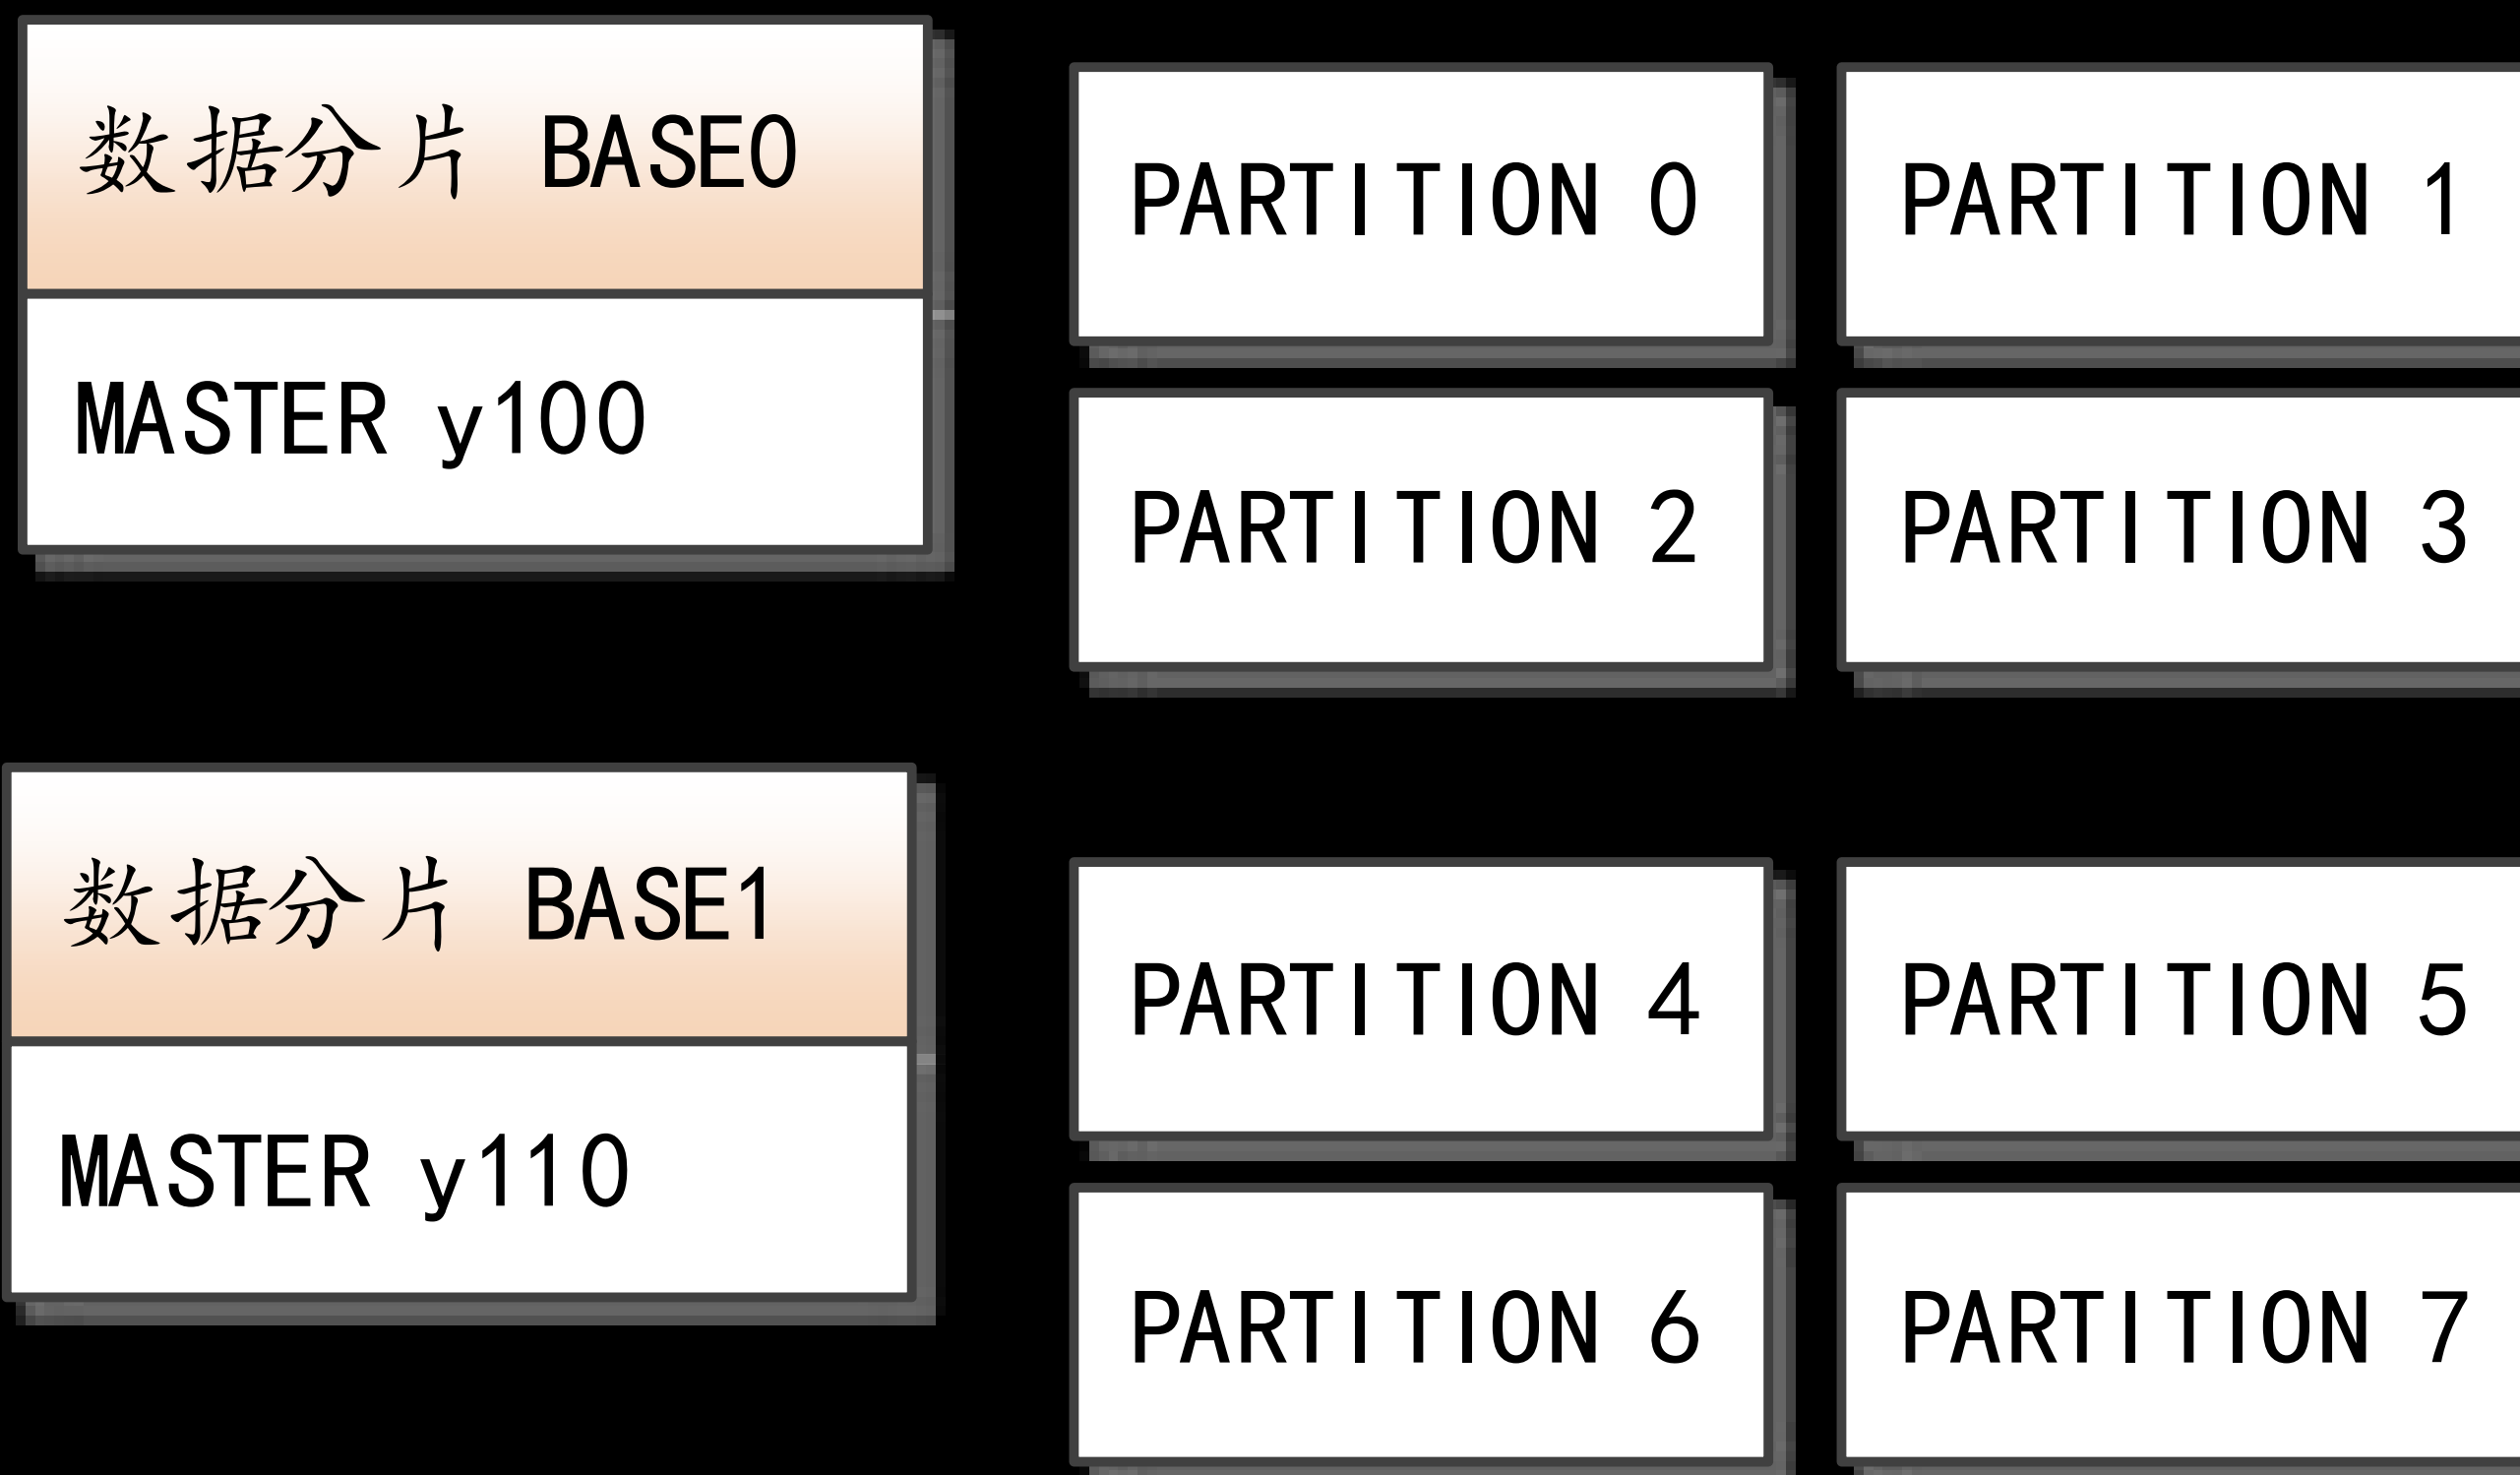 数据分片 BASE0
MASTER y100
PARTITION 0
PARTITION 1
PARTITION 2
PARTITION 3
数据分片 BASE1
MASTER y110
PARTITION 4
PARTITION 5
PARTITION 6
PARTITION 7